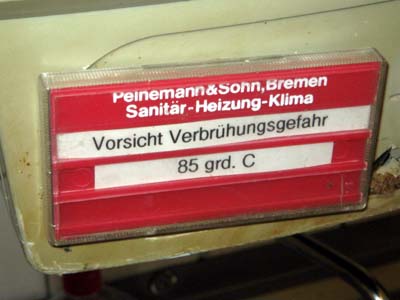 Peinemann&Sohn,Bremen
Sanitär-Heizung-Klima
Vorsicht Verbrühungsgefahr
85 grd. C